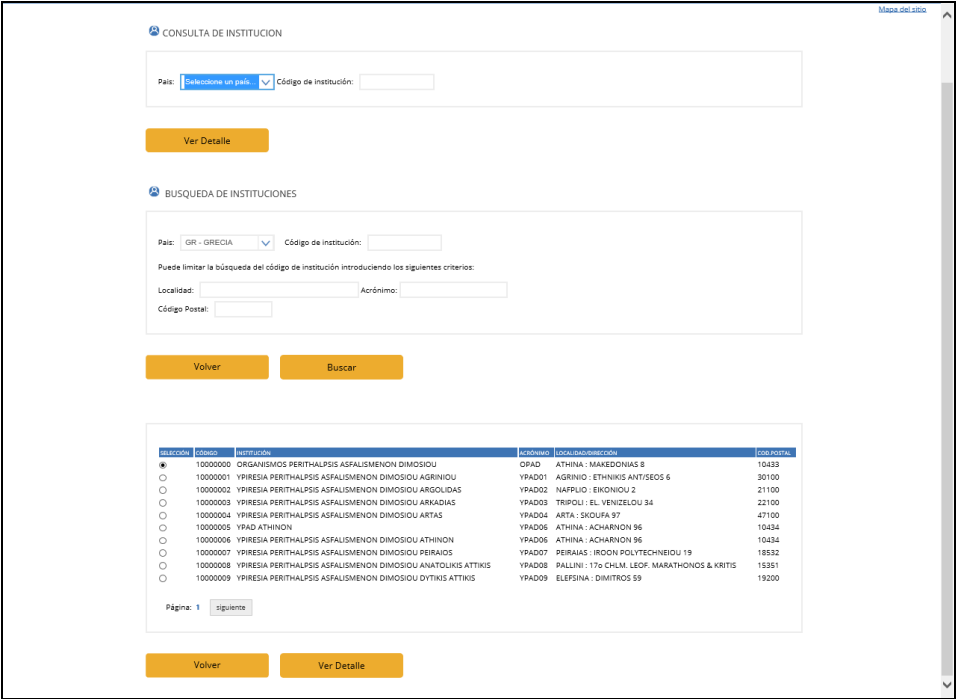 Mapa del sitio
CONSULTA DE INSTITUCION
Pais: Seleccione un país... Código de institución:
Ver Detalle
BUSQUEDA DE INSTITUCIONES
Pais: GR - GRECIA Código de institución:
Puede limitar la búsqueda del código de institución introduciendo los siguientes criterios:
Localidad: Acrónimo:
Código Postal:
Volver Buscar
SELECCIÓN CÓDIGO INSTITUCIÓN ACRÓNIMO LOCALIDAD/DIRECCIÓN COD.POSTAL
10000000 ORGANISMOS PERITHALPSIS ASFALISMENON DIMOSIOU OPAD ATHINA : MAKEDONIAS 8 10433
10000001 YPIRESIA PERITHALPSIS ASFALISMENON DIMOSIOU AGRINIOU YPAD01 AGRINIO : ETHNIKIS ANT/SEOS 6 30100
10000002 YPIRESIA PERITHALPSIS ASFALISMENON DIMOSIOU ARGOLIDAS YPAD02 NAFPLIO : EIKONIOU 2 21100
10000003 YPIRESIA PERITHALPSIS ASFALISMENON DIMOSIOU ARKADIAS YPAD03 TRIPOLI : EL. VENIZELOU 34 22100
10000004 YPIRESIA PERITHALPSIS ASFALISMENON DIMOSIOU ARTAS YPAD04 ARTA : SKOUFA 97 47100
10000005 YPAD ATHINON YPAD06 ATHINA : ACHARNON 96 10434
10000006 YPIRESIA PERITHALPSIS ASFALISMENON DIMOSIOU ATHINON YPAD06 ATHINA : ACHARNON 96 10434
10000007 YPIRESIA PERITHALPSIS ASFALISMENON DIMOSIOU PEIRAIOS YPAD07 PEIRAIAS : IROON POLYTECHNEIOU 19 18532
10000008 YPIRESIA PERITHALPSIS ASFALISMENON DIMOSIOU ANATOLIKIS ATTIKIS YPAD08 PALLINI : 17o CHLM. LEOF. MARATHONOS & KRITIS 15351
10000009 YPIRESIA PERITHALPSIS ASFALISMENON DIMOSIOU DYTIKIS ATTIKIS YPAD09 ELEFSINA : DIMITROS 59 19200
Página: 1 siguiente
Volver Ver Detalle